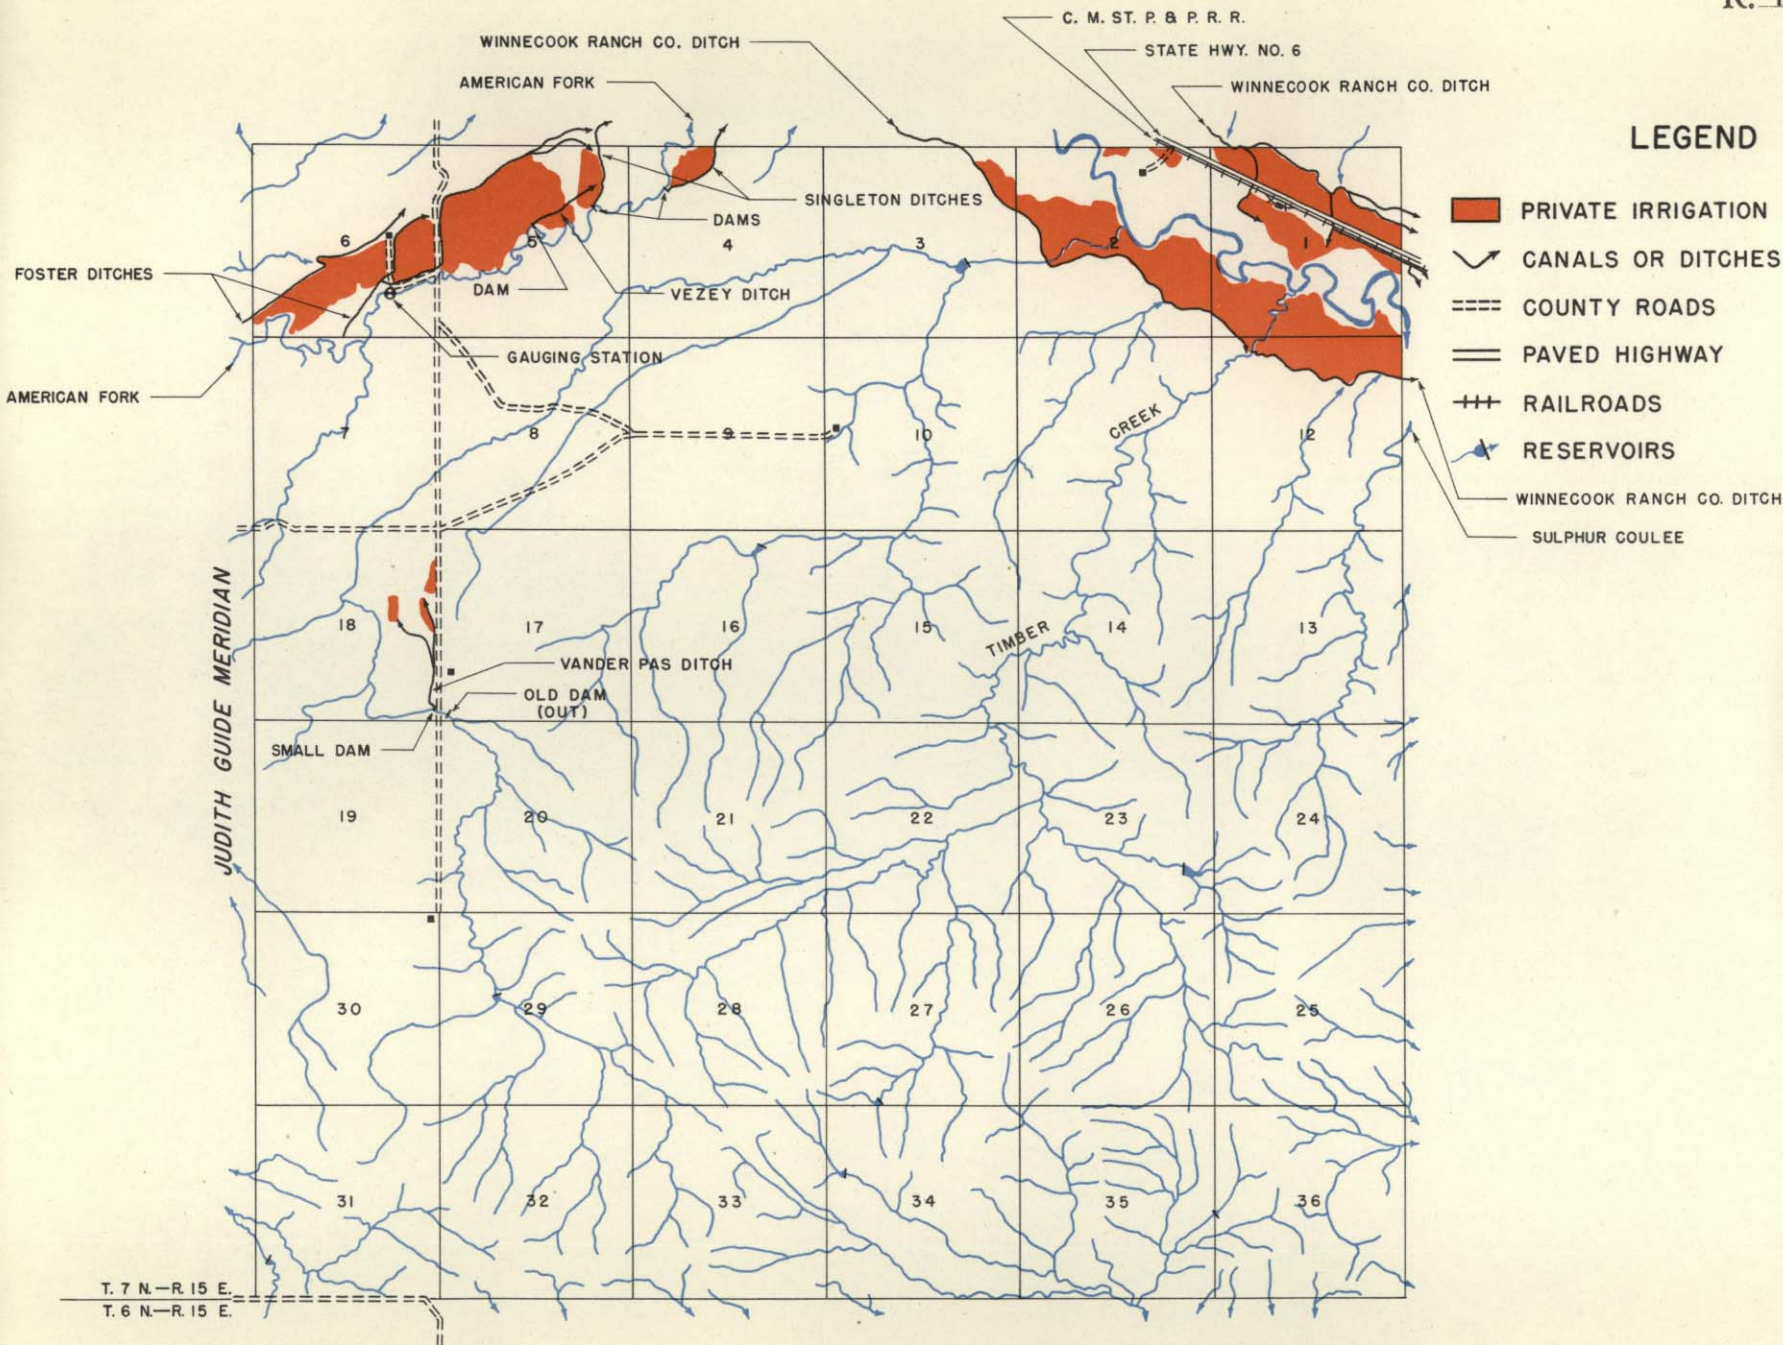 C. M. ST. P. & P. R. R.
WINNECOOK RANCH CO. DITCH
STATE HWY. NO. 6
AMERICAN FORK
WINNECOOK RANCH CO. DITCH
LEGEND
PRIVATE IRRIGATION
CANALS OR DITCHES
COUNTY ROADS
PAVED HIGHWAY
RAILROADS
RESERVOIRS
SINGLETON DITCHES
DAMS
6 5 4 3 2 1
FOSTER DITCHES
DAM
VEZEY DITCH
GAUGING STATION
AMERICAN FORK
7 8 9 10 12
CREEK
WINNECOOK RANCH CO. DITCH
SULPHUR COULEE
JUDITH GUIDE MERIDIAN
18 17 16 15 14 13
TIMBER
VANDER PAS DITCH
OLD DAM
(OUT)
SMALL DAM
19 20 21 22 23 24
30 29 28 27 26 25
31 32 33 34 35 36
T. 7 N.—R. 15 E.
T. 6 N.—R. 15 E.